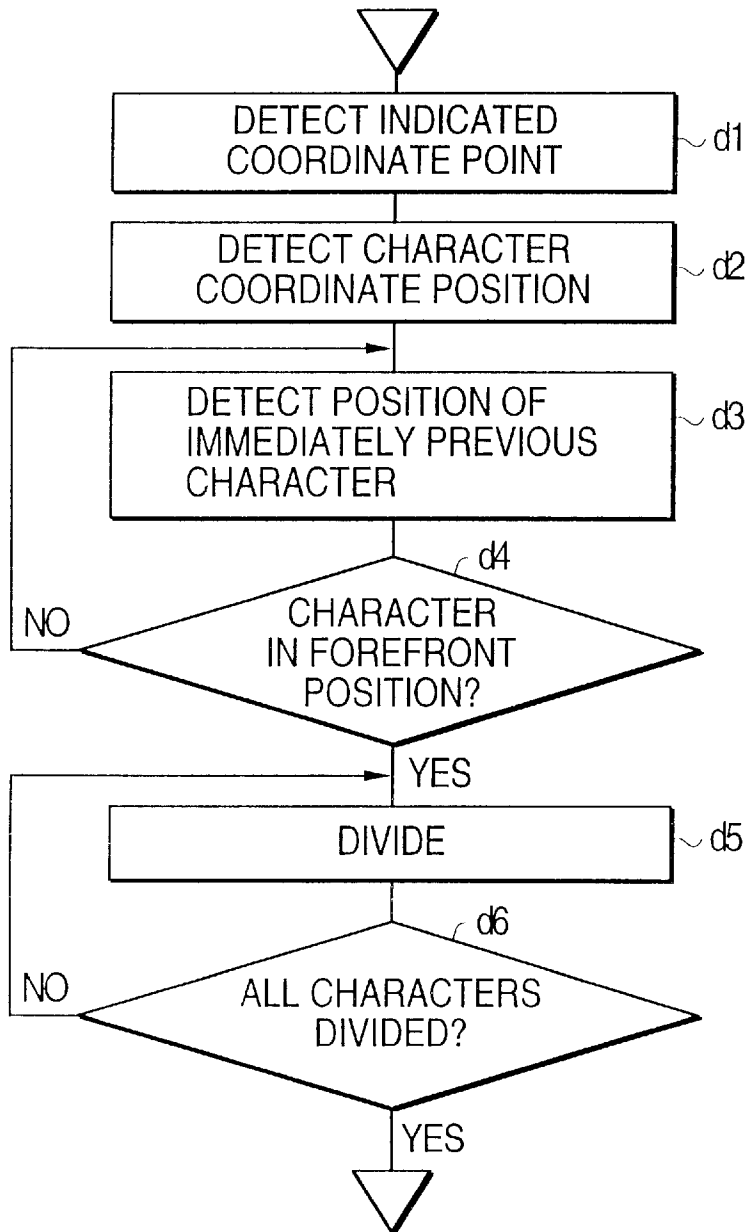 DETECT INDICATED
COORDINATE POINT
d1
DETECT CHARACTER
COORDINATE POSITION
d2
DETECT POSITION OF
IMMEDIATELY PREVIOUS
CHARACTER
d3
d4
CHARACTER
IN FOREFRONT
POSITION?
NO
YES
DIVIDE
d5
d6
ALL CHARACTERS
DIVIDED?
NO
YES